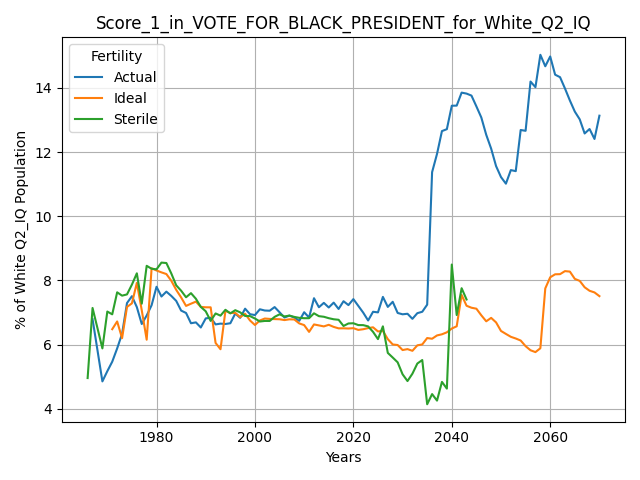 Score_1_in_VOTE_FOR_BLACK_PRESIDENT_for_White_Q2_IQ
Fertility
Actual
Ideal
Sterile
% of White Q2_IQ Population
14
12
10
8
6
4
1980
2000
2020
2040
2060
Years